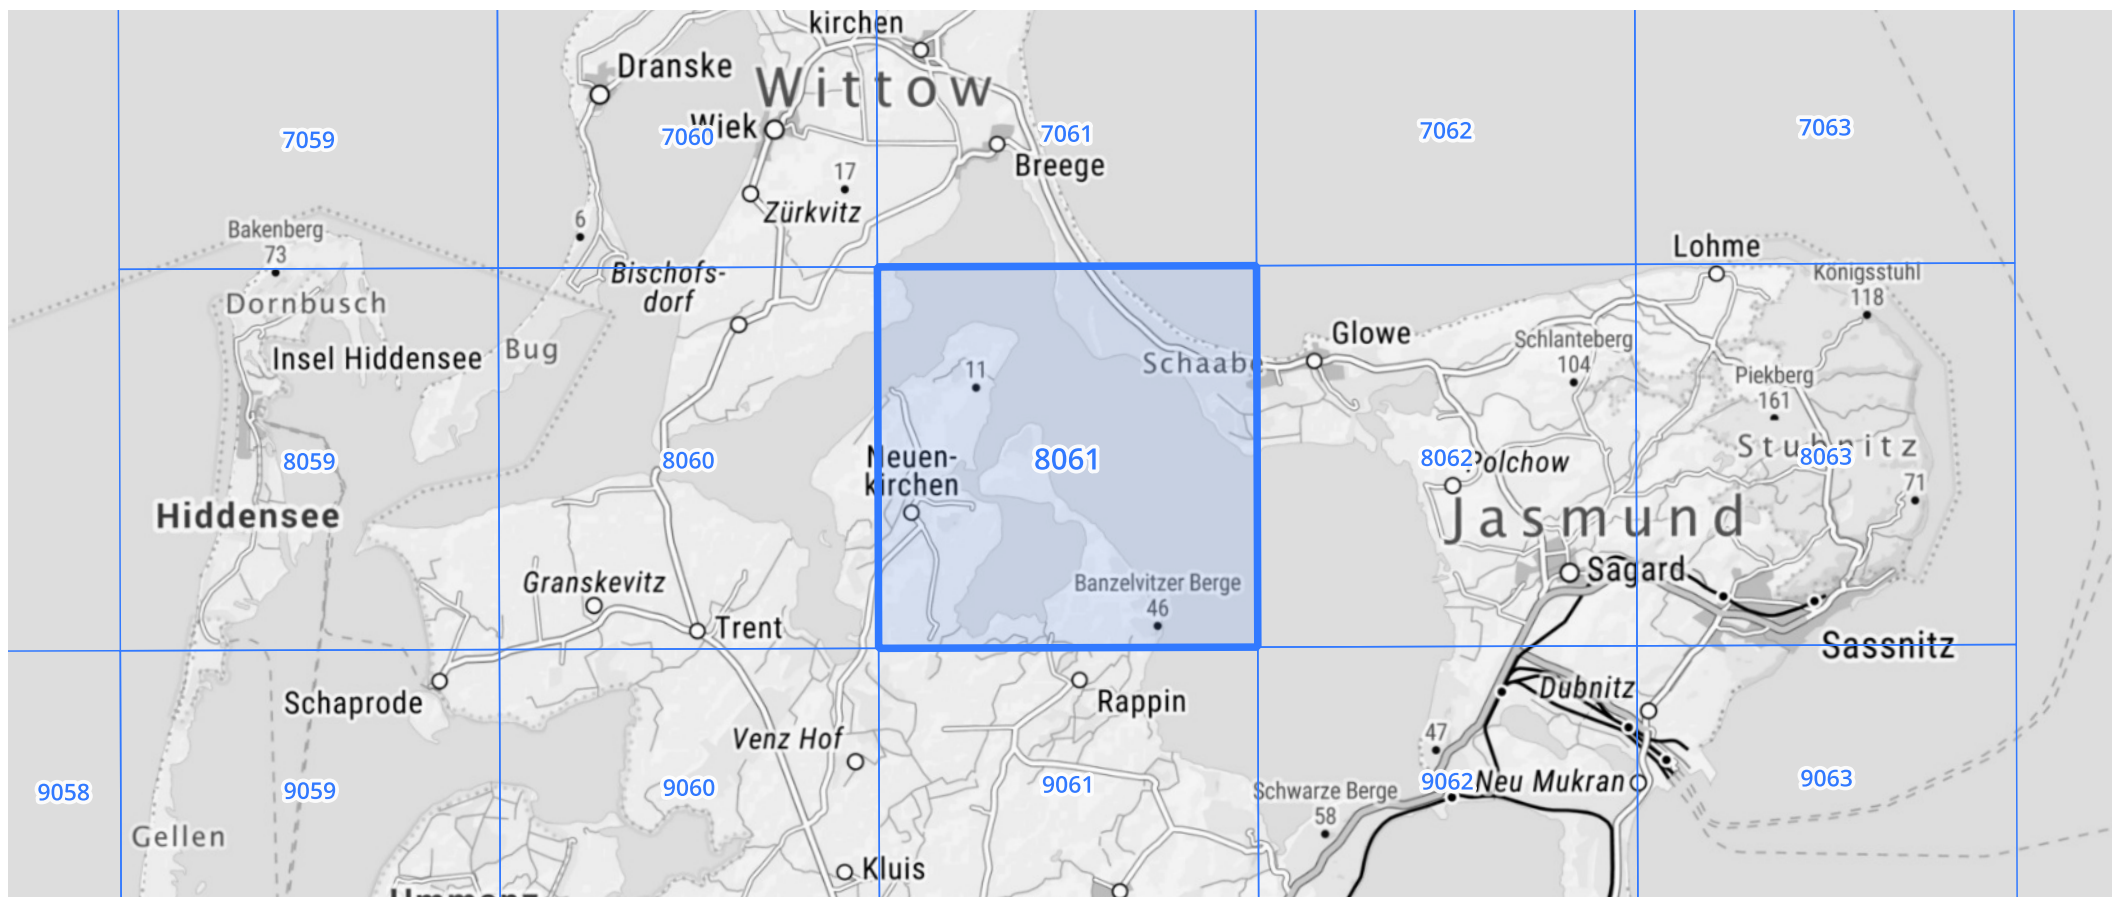 kirchen
Dranske
Wittow
Wiek
7059
7060
7061
7062
7063
Breege
17
Zürkvitz
6
Bakenberg
73
Lohme
Bischofs-
dorf
Königsstuhl
118
Dornbusch
Insel Hiddensee
Bug
Glowe
Schlanteberg
104
Schaabe
11
Piekberg
161
Stubnitz
8059
8060
Neuen-
kirchen
8061
8062
Polchow
8063
71
Hiddensee
Jasmund
Granskevitz
Banzelvitzer Berge
46
Sagard
Trent
Sassnitz
Schaprode
Rappin
Dubnitz
Venz Hof
47
9058
9059
9060
9061
Schwarze Berge
58
9062
Neu Mukran
9063
Gellen
Kluis